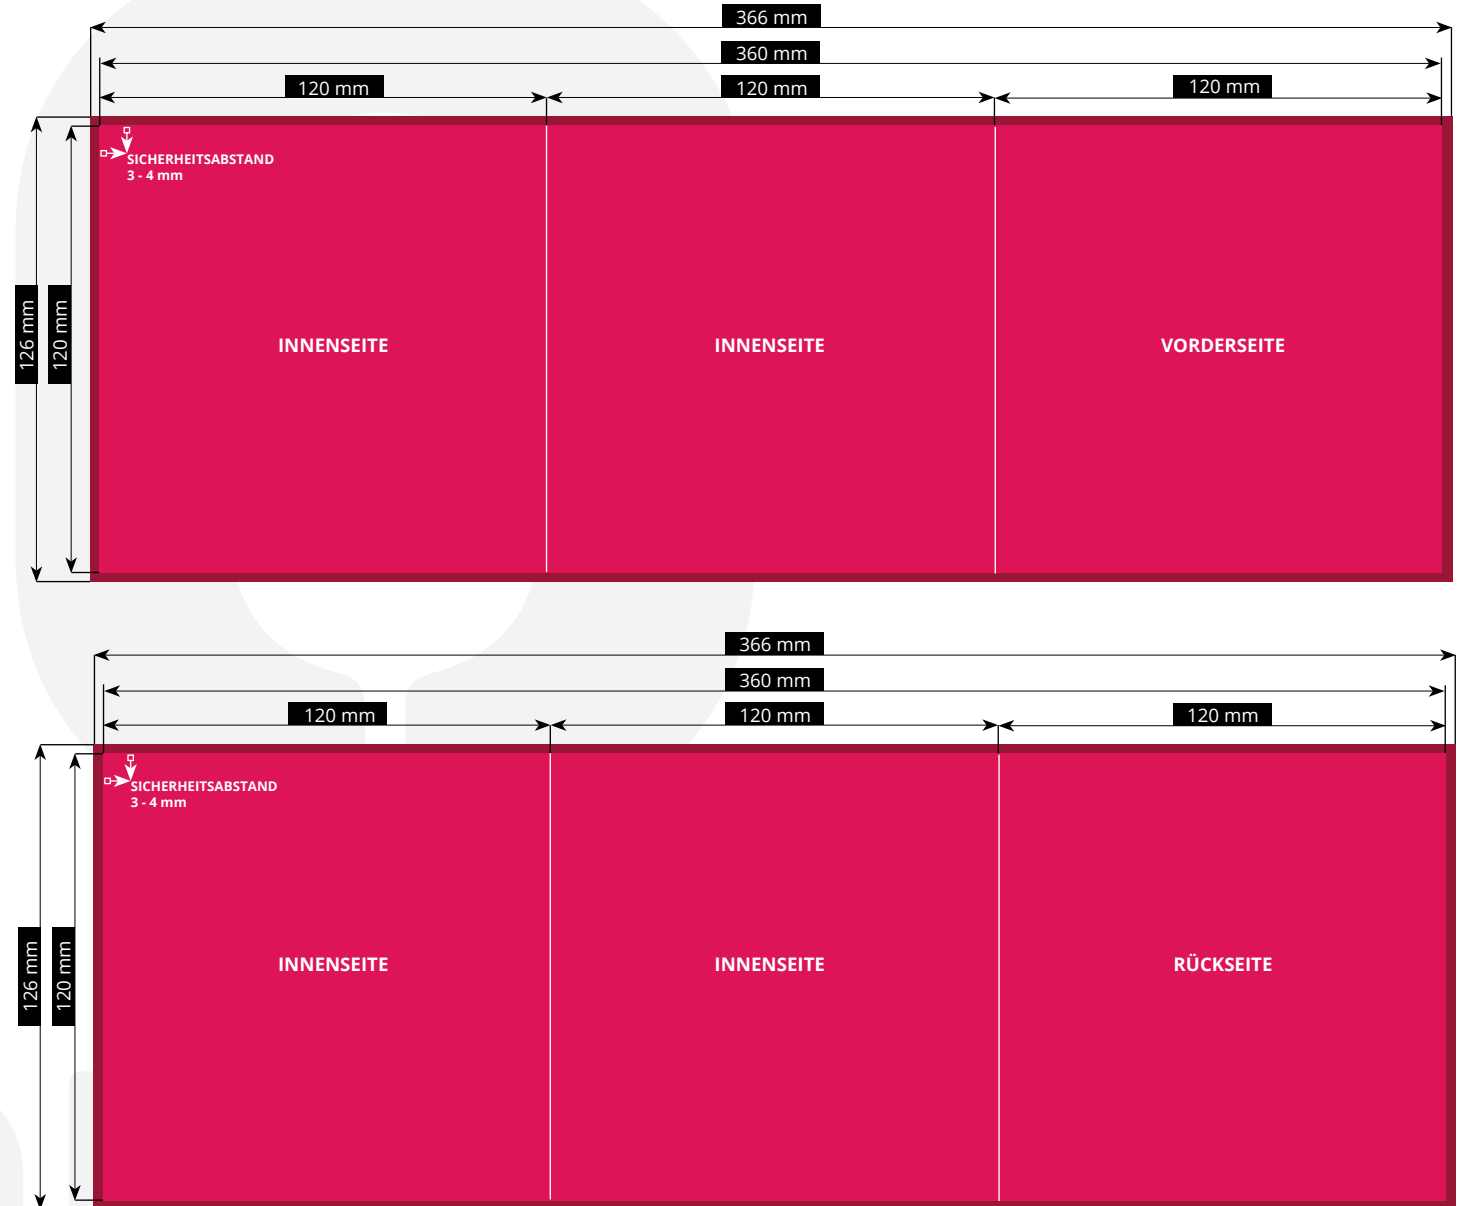 366 mm
360 mm
120 mm 120 mm 120 mm
SICHERHEITSABSTAND
3 - 4 mm
126 mm
120 mm
INNENSEITE INNENSEITE VORDERSEITE
366 mm
360 mm
120 mm 120 mm 120 mm
SICHERHEITSABSTAND
3 - 4 mm
126 mm
120 mm
INNENSEITE INNENSEITE RÜCKSEITE